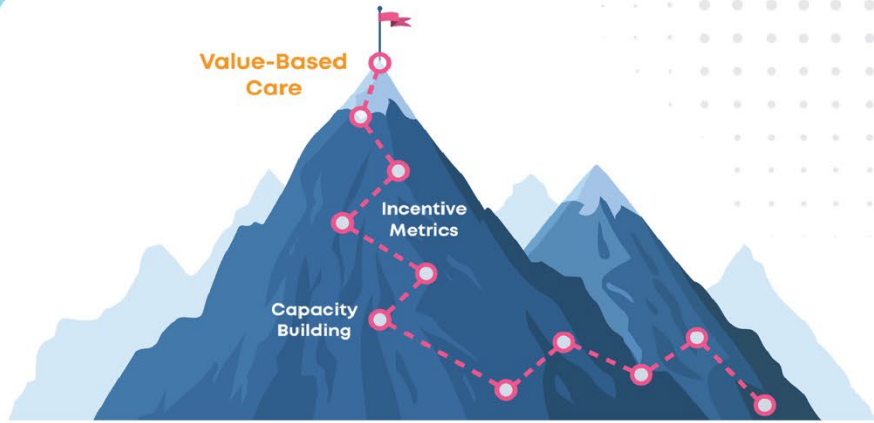 Value-Based
Care
Incentive
Metrics
Capacity
Building